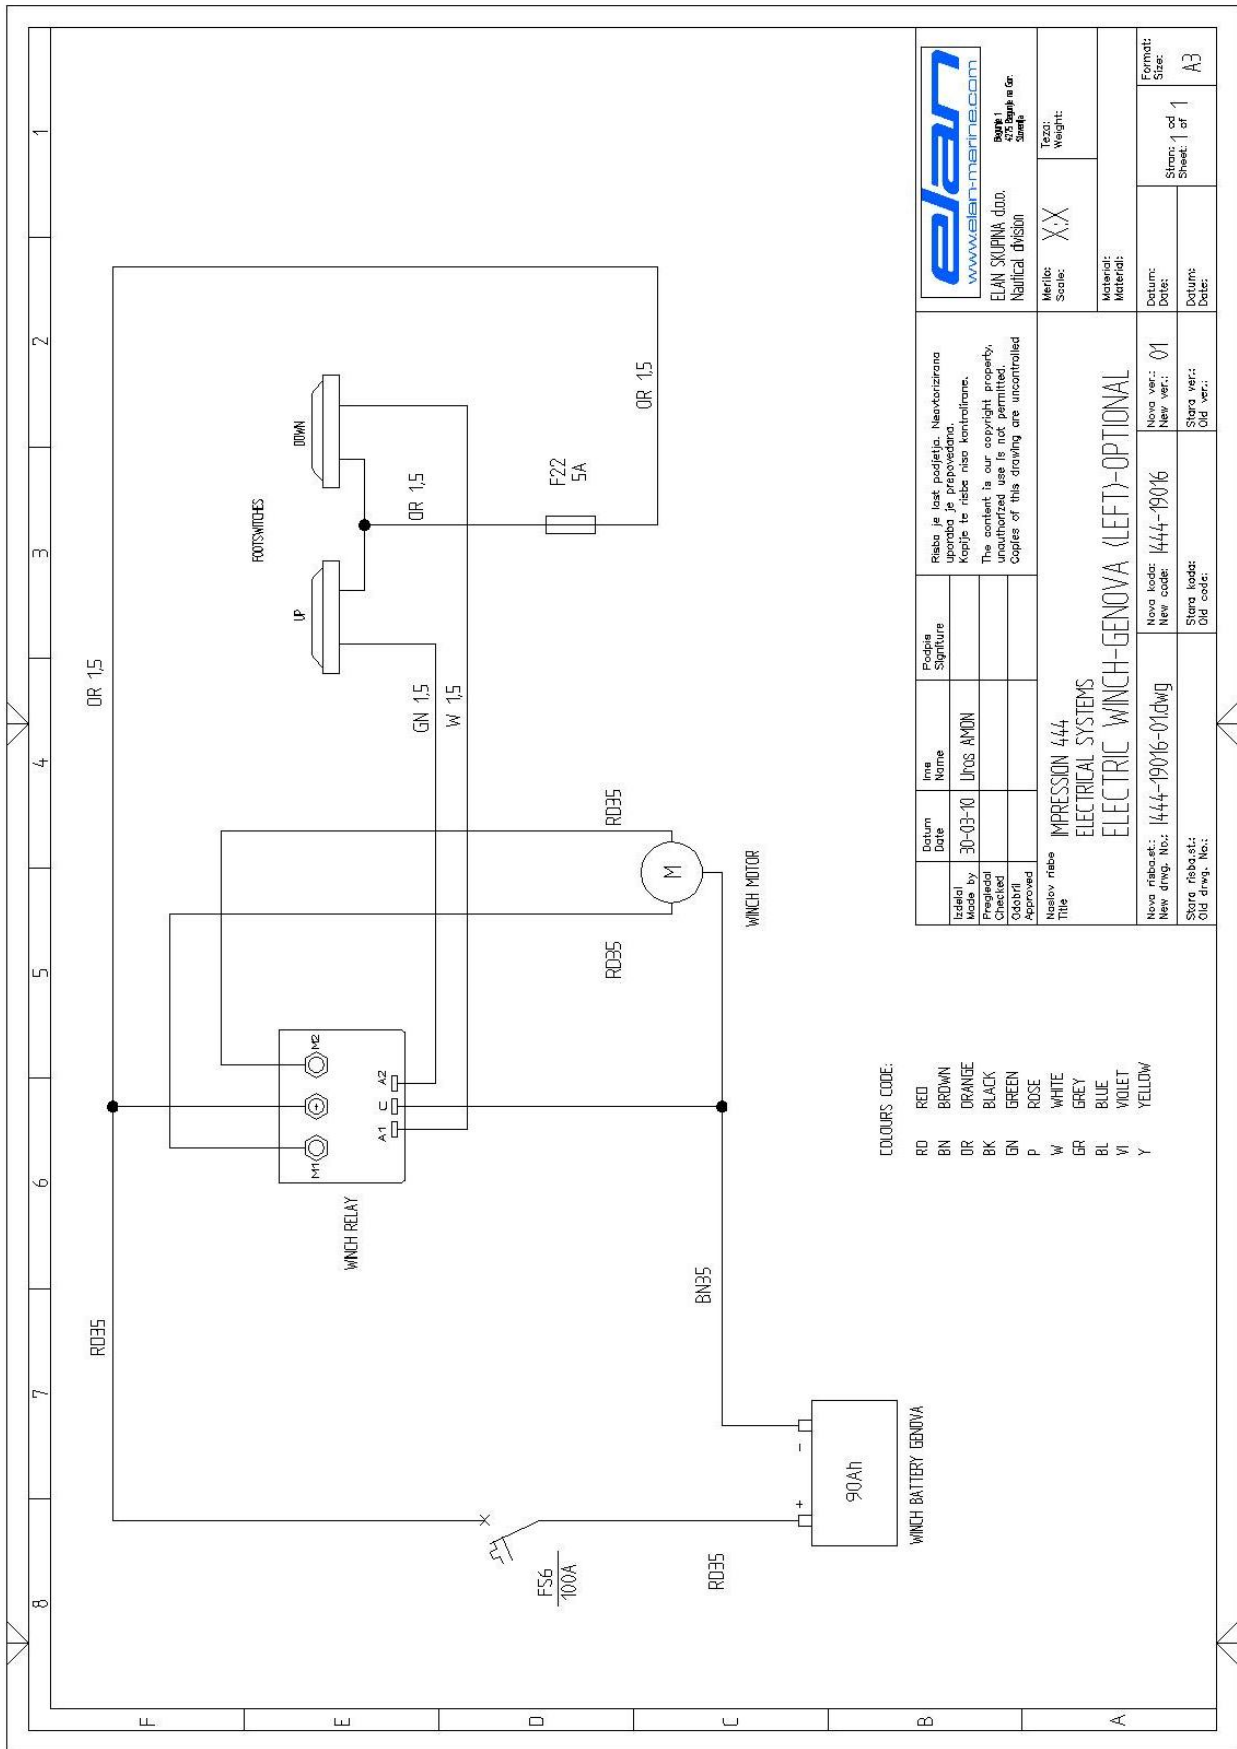 8
7
6
5
4
3
2
1
F
E
D
C
B
A
RD35
OR 1,5
WINCH RELAY
M1
+
M2
A1
C
A2
FOOTSWITCHES
UP
DOWN
GN 1,5
W 1,5
OR 1,5
F22
5A
OR 1,5
FS6
100A
RD35
RD35
RD35
M
WINCH MOTOR
BN35
+
-
90Ah
WINCH BATTERY GENOVA
COLOURS CODE:
RD RED
BN BROWN
OR ORANGE
BK BLACK
GN GREEN
P ROSE
W WHITE
GR GREY
BL BLUE
VI VIOLET
Y YELLOW
Datum
Date
Ime
Name
Podpis
Signiture
Izdelal
Made by
30-03-10
Uros AMON
Pregledal
Checked
Odobril
Approved
Risba je last podjetja. Neavtorizirana
uporaba je prepovedana.
Kopije te risbe niso kontrolirane.
The content is our copyright property,
unauthorized use is not permitted.
Copies of this drawing are uncontrolled
elan
www.elan-marine.com
ELAN SKUPINA d.o.o.
Nautical division
Begunje 1
4275 Begunje na Gor.
Slovenija
Naslov risbe
Title
IMPRESSION 444
ELECTRICAL SYSTEMS
ELECTRIC WINCH-GENOVA (LEFT)-OPTIONAL
Merilo:
Scale:
X:X
Teza:
Weight:
Material:
Material:
Nova risba.st.:
New drwg. No.:
I444-19016-01.dwg
Nova koda:
New code:
I444-19016
Nova ver.:
New ver.:
01
Datum:
Date:
Stran: 1 od 1
Sheet: 1 of 1
Format:
Size:
A3
Stara risba.st.:
Old drwg. No.:
Stara koda:
Old code:
Stara ver.:
Old ver.:
Datum:
Date: